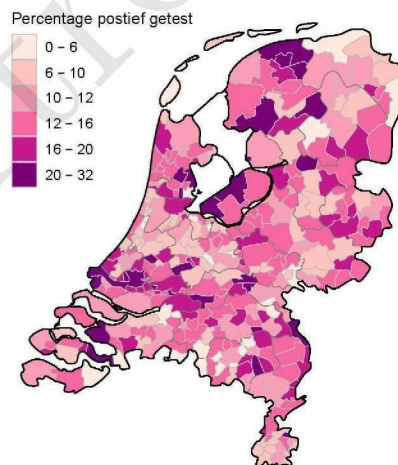 Percentage postief getest
0 – 6
6 – 10
10 – 12
12 – 16
16 – 20
20 – 32